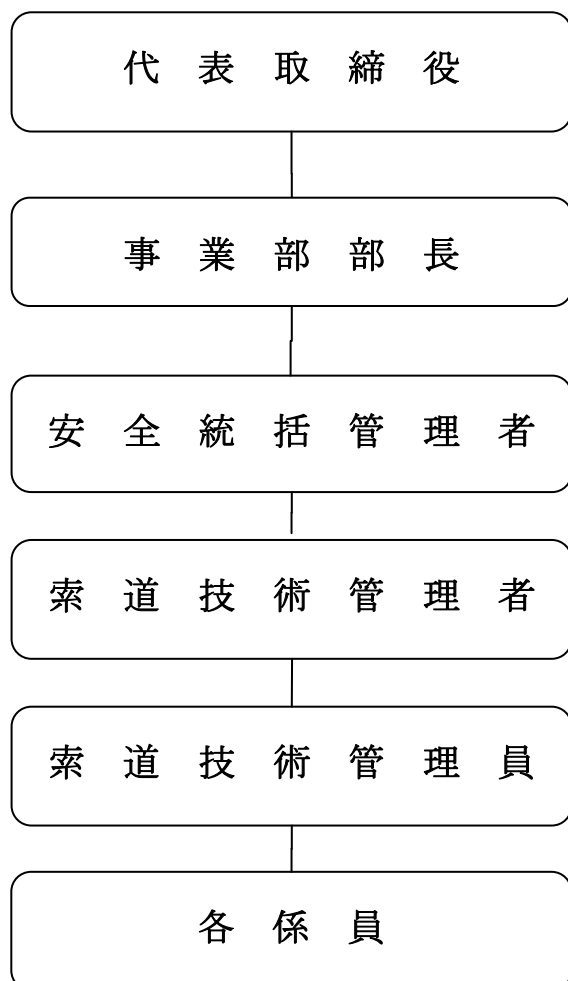 代表取締役
事業部部長
安全統括管理者
索道技術管理者
索道技術管理員
各係員